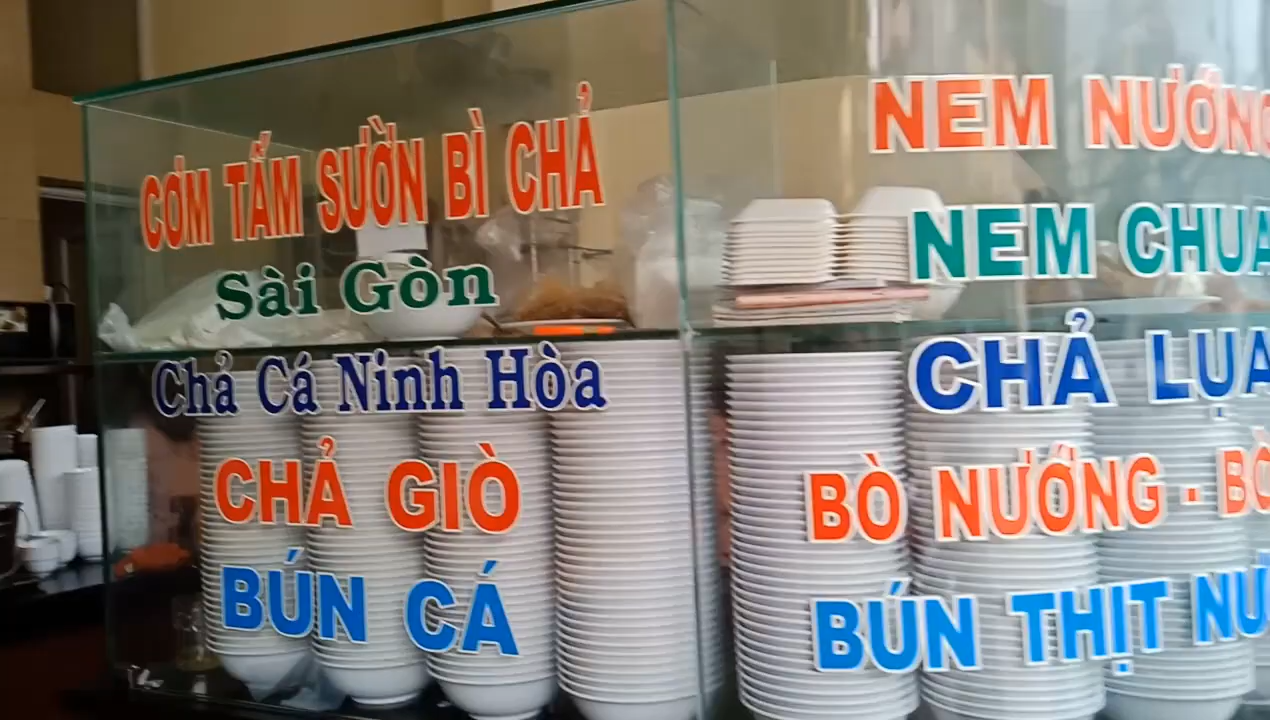 CƠM TẤM SƯỜN BÌ CHẢ
Sài Gòn
Chả Cá Ninh Hòa
CHẢ GIÒ
BÚN CÁ
NEM NƯỚNG
NEM CHUA
CHẢ LỤA
BÒ NƯỚNG - BÒ
BÚN THỊT